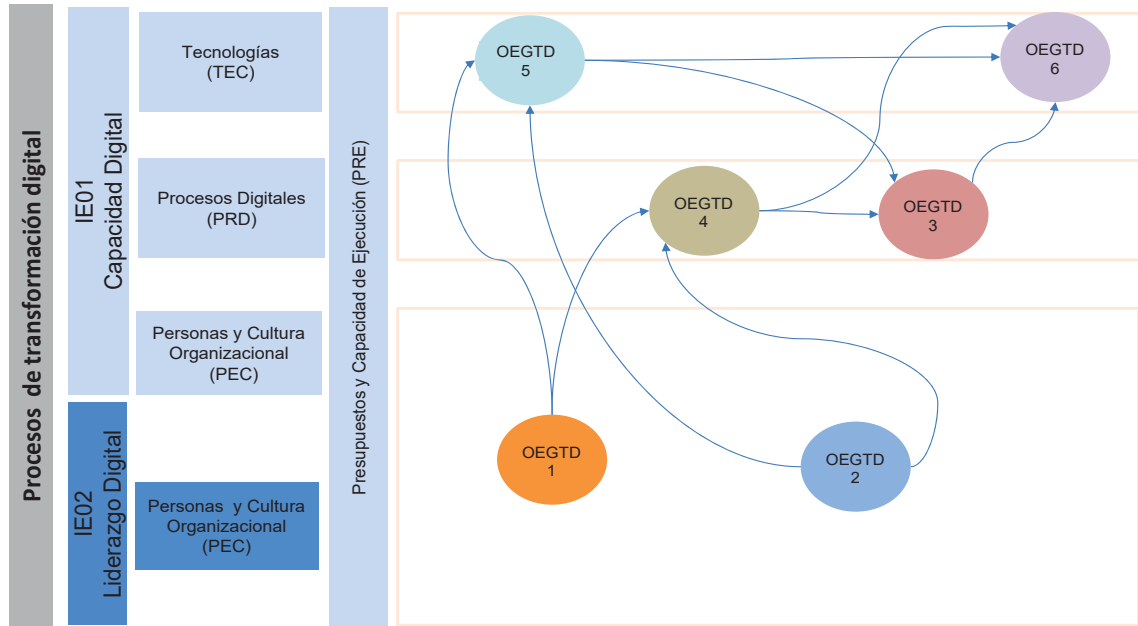 Procesos de transformación digital
IE01
Capacidad Digital
IE02
Liderazgo Digital
Tecnologías
(TEC)
Procesos Digitales
(PRD)
Personas y Cultura
Organizacional
(PEC)
Personas y Cultura
Organizacional
(PEC)
Presupuestos y Capacidad de Ejecución (PRE)
OEGTD
5
OEGTD
6
OEGTD
4
OEGTD
3
OEGTD
1
OEGTD
2